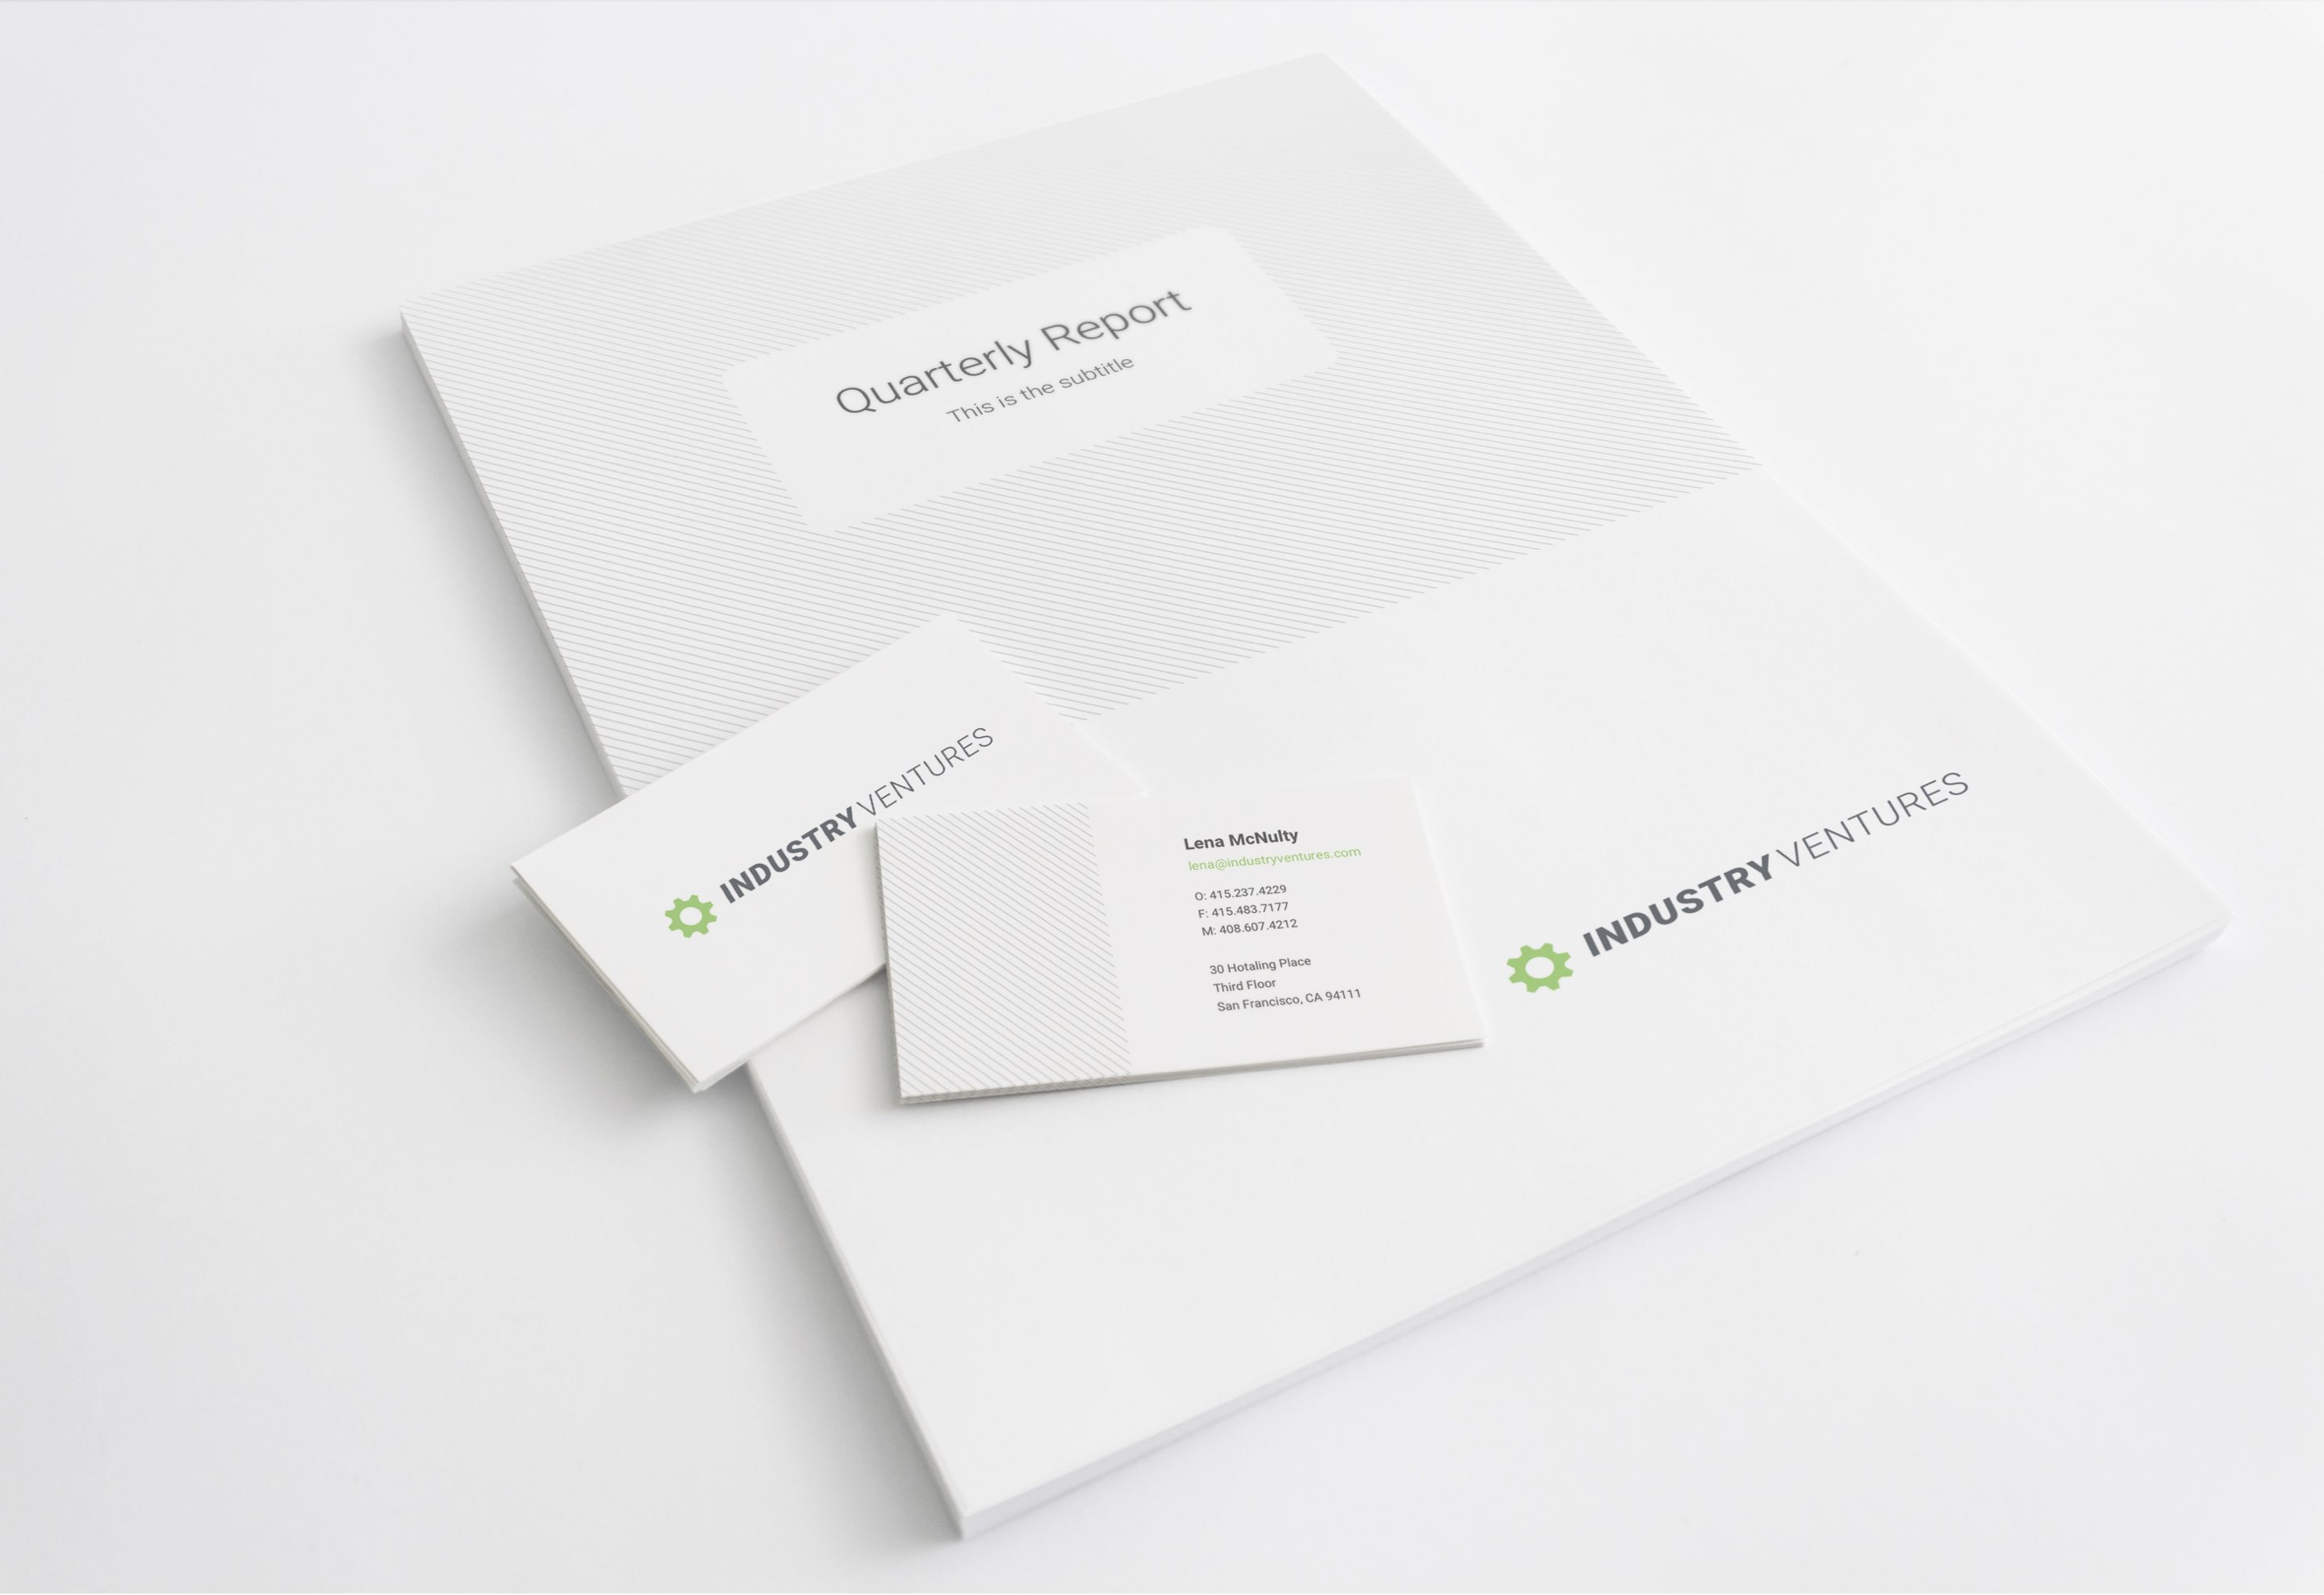 Quarterly Report
This is the subtitle
INDUSTRY VENTURES
Lena McNulty
lena@industryventures.com
O: 415.237.4229
F: 415.483.7177
M: 408.607.4212
30 Hotaling Place
Third Floor
San Francisco, CA 94111
INDUSTRY VENTURES